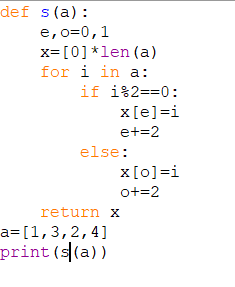 def s(a):
    e,o=0,1
    x=[0]*len(a)
    for i in a:
        if i%2==0:
            x[e]=i
            e+=2
        else:
            x[o]=i
            o+=2
    return x
a=[1,3,2,4]
print(s(a))